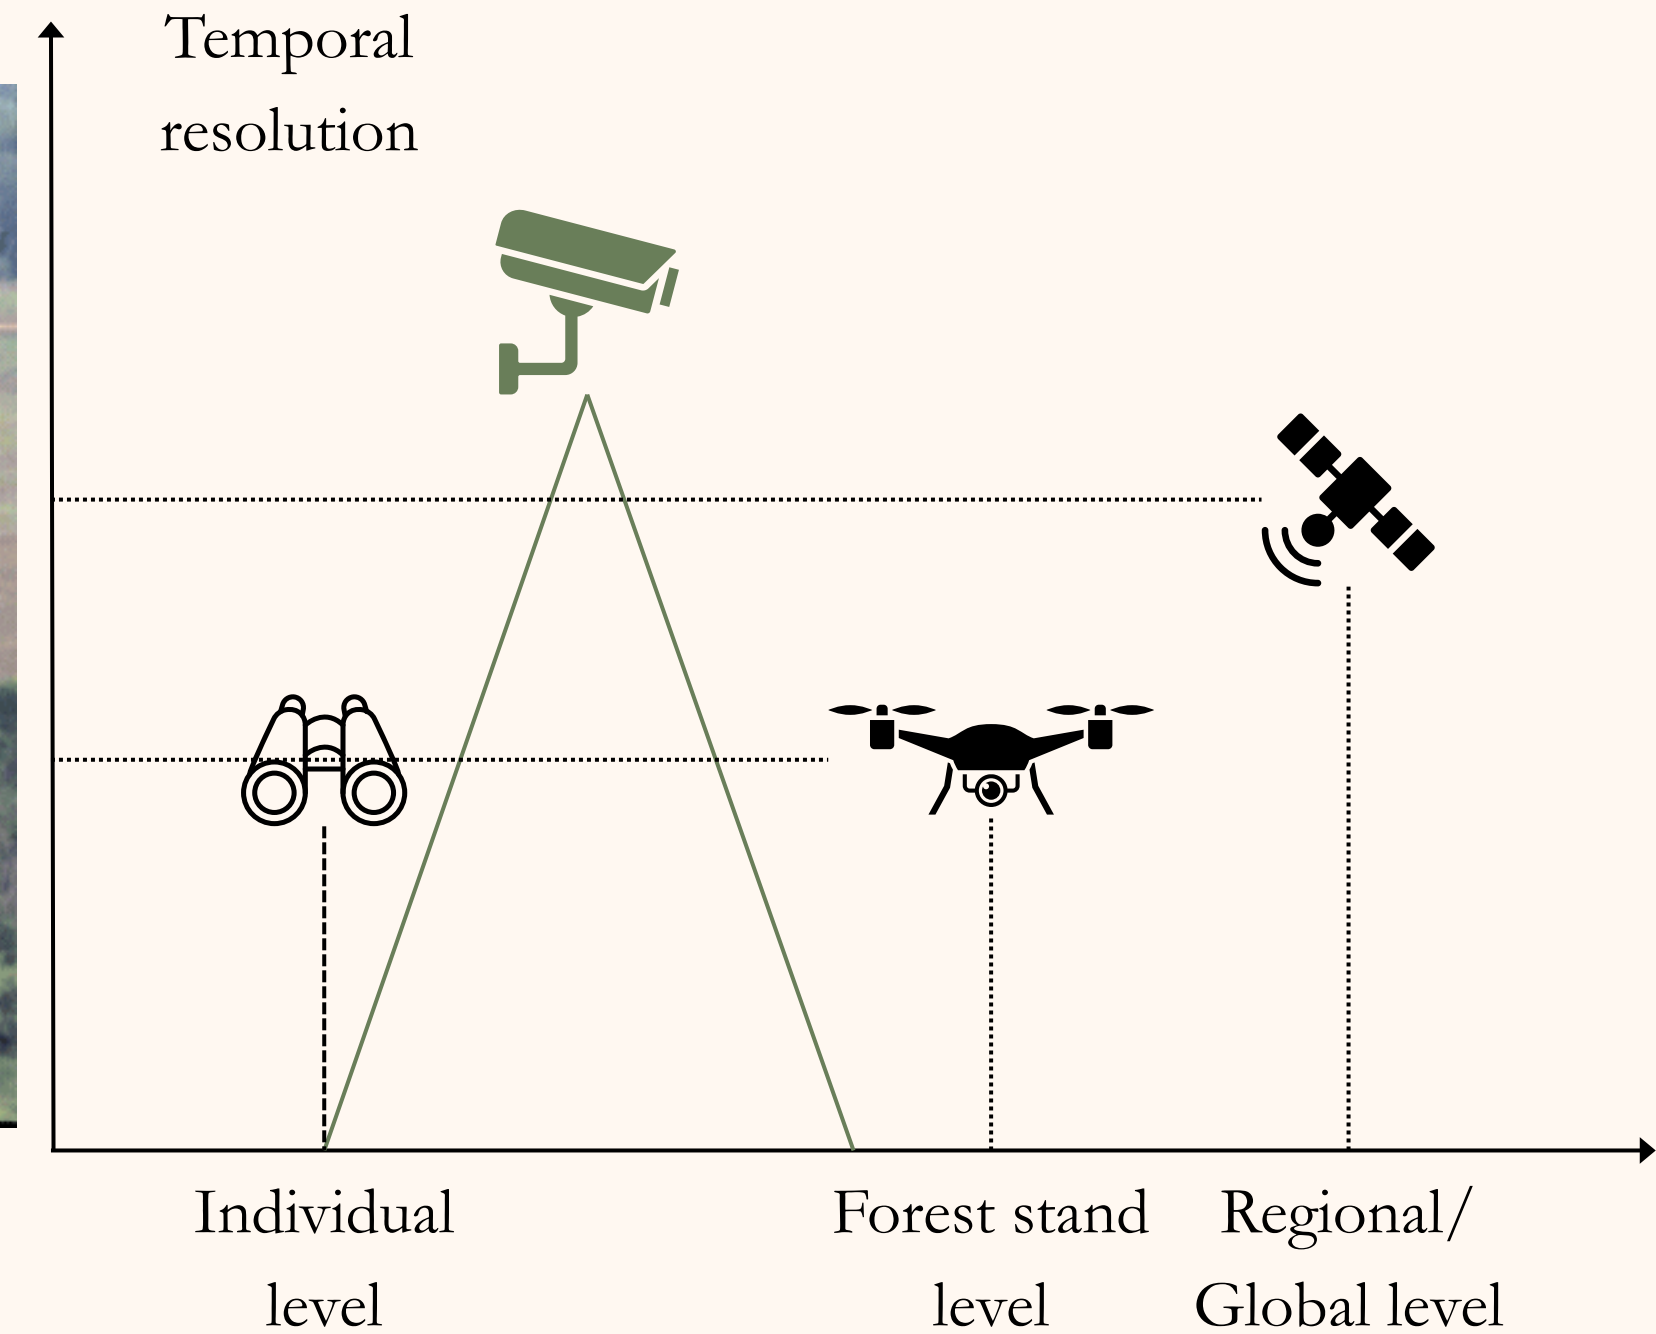 Temporal
resolution
Individual
level
Forest stand
level
Regional/
Global level